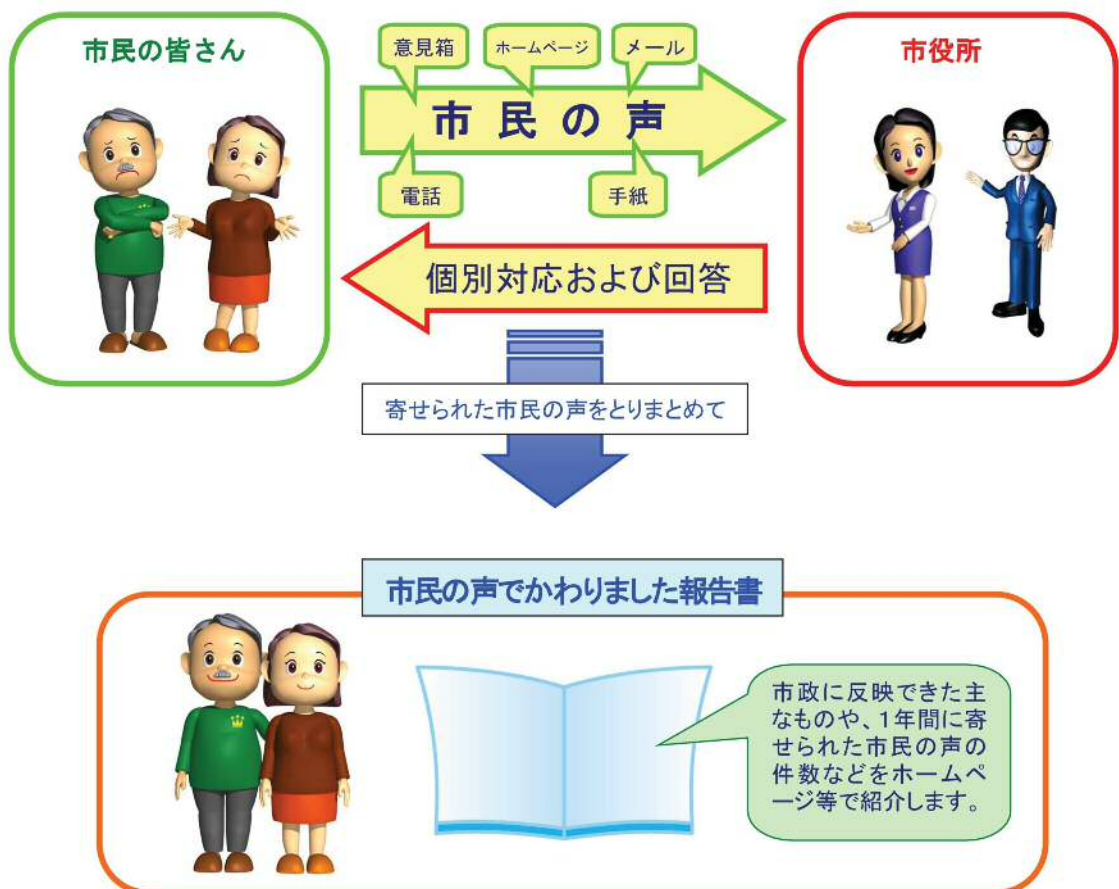 市民の皆さん
意見箱
ホームページ
メール
市役所
市民の声
電話
手紙
個別対応および回答
寄せられた市民の声をとりまとめて
市民の声でかわりました報告書
市政に反映できた主
なものや、1年間に寄
せられた市民の声の
件数などをホームペ
ージ等で紹介します。